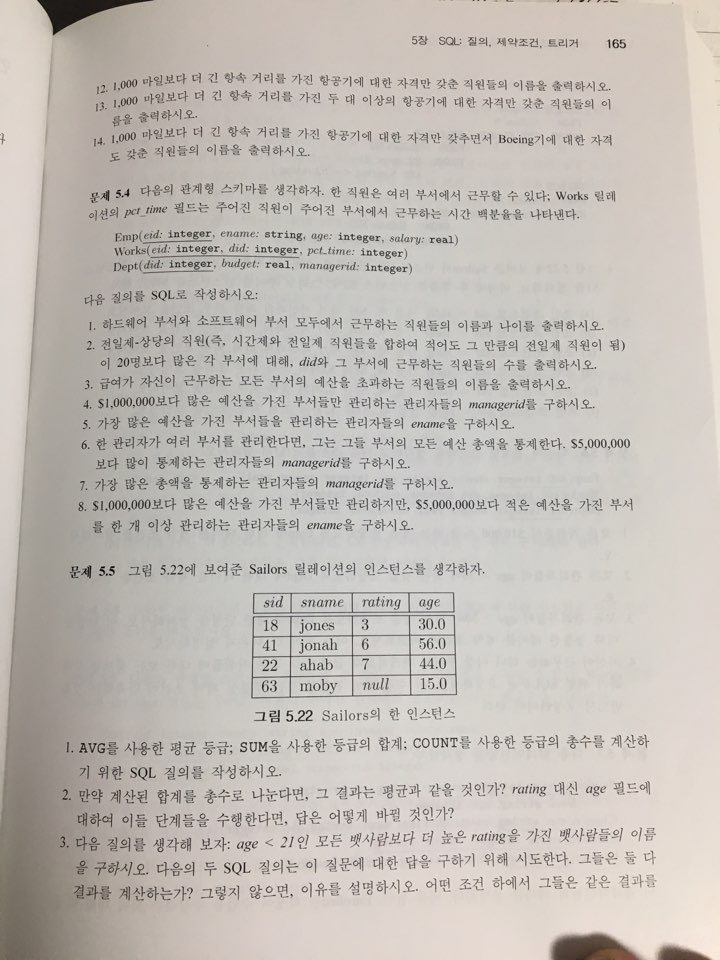 5장 SQL: 질의, 제약조건, 트리거 165
12. 1,000 마일보다 더 긴 항속 거리를 가진 항공기에 대한 자격만 갖춘 직원들의 이름을 출력하시오.
13. 1,000 마일보다 더 긴 항속 거리를 가진 두 대 이상의 항공기에 대한 자격만 갖춘 직원들의 이
름을 출력하시오.
14. 1,000 마일보다 더 긴 항속 거리를 가진 항공기에 대한 자격만 갖추면서 Boeing기에 대한 자격
도 갖춘 직원들의 이름을 출력하시오.
문제 5.4 다음의 관계형 스키마를 생각하자. 한 직원은 여러 부서에서 근무할 수 있다; Works 릴레
이션의 pct_time 필드는 주어진 직원이 주어진 부서에서 근무하는 시간 백분율을 나타낸다.
Emp(eid: integer, ename: string, age: integer, salary: real)
Works(eid: integer, did: integer, pct_time: integer)
Dept(did: integer, budget: real, managerid: integer)
다음 질의를 SQL로 작성하시오:
1. 하드웨어 부서와 소프트웨어 부서 모두에서 근무하는 직원들의 이름과 나이를 출력하시오.
2. 전일제-상당의 직원(즉, 시간제와 전일제 직원들을 합하여 적어도 그 만큼의 전일제 직원이 됨)
이 20명보다 많은 각 부서에 대해, did와 그 부서에 근무하는 직원들의 수를 출력하시오.
3. 급여가 자신이 근무하는 모든 부서의 예산을 초과하는 직원들의 이름을 출력하시오.
4. $1,000,000보다 많은 예산을 가진 부서들만 관리하는 관리자들의 managerid를 구하시오.
5. 가장 많은 예산을 가진 부서들을 관리하는 관리자들의 ename을 구하시오.
6. 한 관리자가 여러 부서를 관리한다면, 그는 그들 부서의 모든 예산 총액을 통제한다. $5,000,000
보다 많이 통제하는 관리자들의 managerid를 구하시오.
7. 가장 많은 총액을 통제하는 관리자들의 managerid를 구하시오.
8. $1,000,000보다 많은 예산을 가진 부서들만 관리하지만, $5,000,000보다 적은 예산을 가진 부서
를 한 개 이상 관리하는 관리자들의 ename을 구하시오.
문제 5.5 그림 5.22에 보여준 Sailors 릴레이션의 인스턴스를 생각하자.
sid sname rating age
18 jones 3 30.0
41 jonah 6 56.0
22 ahab 7 44.0
63 moby null 15.0
그림 5.22 Sailors의 한 인스턴스
1. AVG를 사용한 평균 등급; SUM을 사용한 등급의 합계; COUNT를 사용한 등급의 총수를 계산하
기 위한 SQL 질의를 작성하시오.
2. 만약 계산된 합계를 총수로 나눈다면, 그 결과는 평균과 같을 것인가? rating 대신 age 필드에
대하여 이들 단계들을 수행한다면, 답은 어떻게 바뀔 것인가?
3. 다음 질의를 생각해 보자: age < 21인 모든 뱃사람보다 더 높은 rating을 가진 뱃사람들의 이름
을 구하시오. 다음의 두 SQL 질의는 이 질문에 대한 답을 구하기 위해 시도한다. 그들은 둘 다
결과를 계산하는가? 그렇지 않으면, 이유를 설명하시오. 어떤 조건 하에서 그들은 같은 결과를